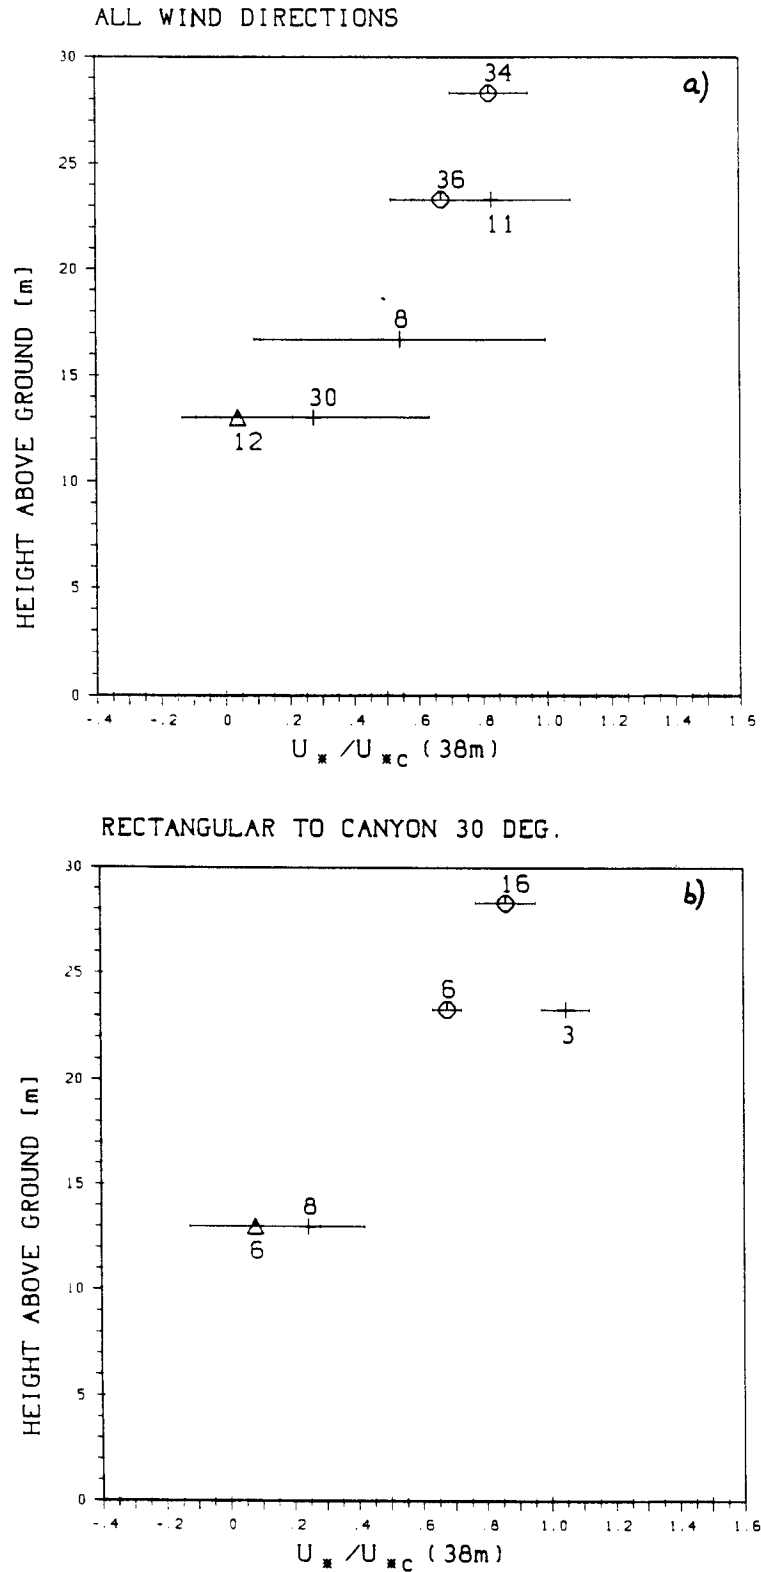 ALL WIND DIRECTIONS
a)
HEIGHT ABOVE GROUND [m]
30
25
20
15
10
5
0
34
36
11
8
30
12
-.4 -.2 0 .2 .4 .6 .8 1.0 1.2 1.4 1 6
U* /U*c (38m)
RECTANGULAR TO CANYON 30 DEG.
b)
HEIGHT ABOVE GROUND [m]
30
25
20
15
10
5
0
16
6
3
8
6
-.4 -.2 0 .2 .4 .6 .8 1.0 1.2 1.4 1.6
U* /U*c (38m)